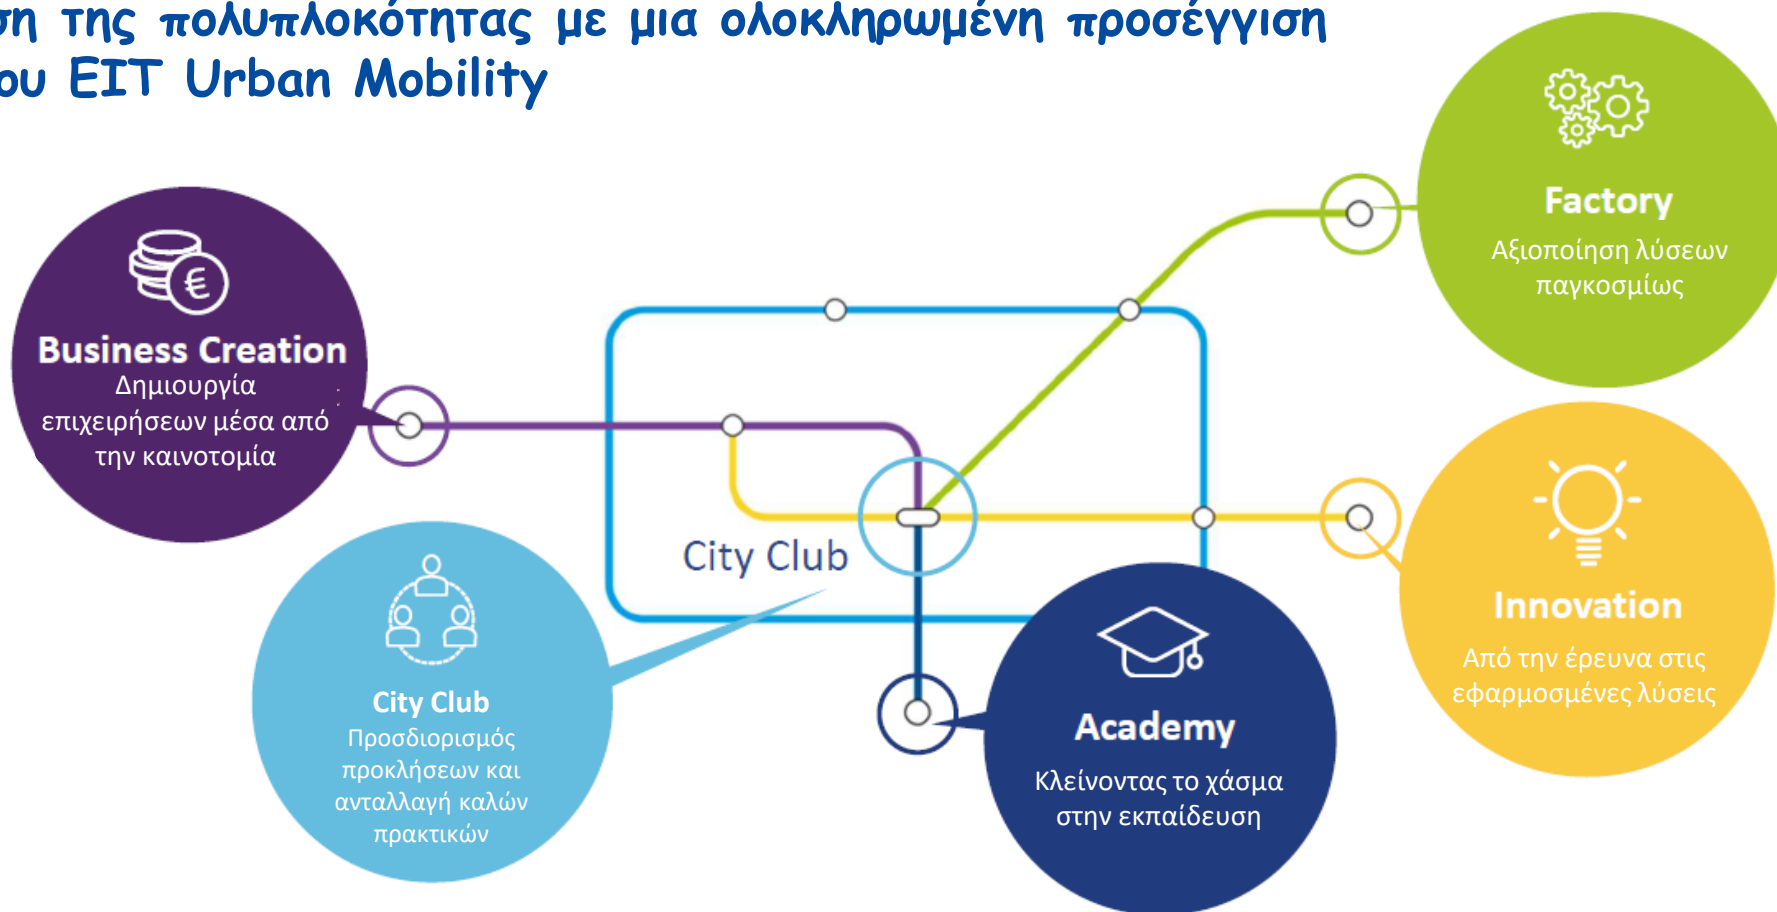 της πολυπλοκότητας με μια ολοκληρωμένη προσέγγιση
EIT Urban Mobility
Factory
Αξιοποίηση λύσεων
παγκοσμίως
Business Creation
Δημιουργία
επιχειρήσεων μέσα από
την καινοτομία
City Club
Innovation
Από την έρευνα στις
εφαρμοσμένες λύσεις
City Club
Προσδιορισμός
προκλήσεων και
ανταλλαγή καλών
πρακτικών
Academy
Κλείνοντας το χάσμα
στην εκπαίδευση